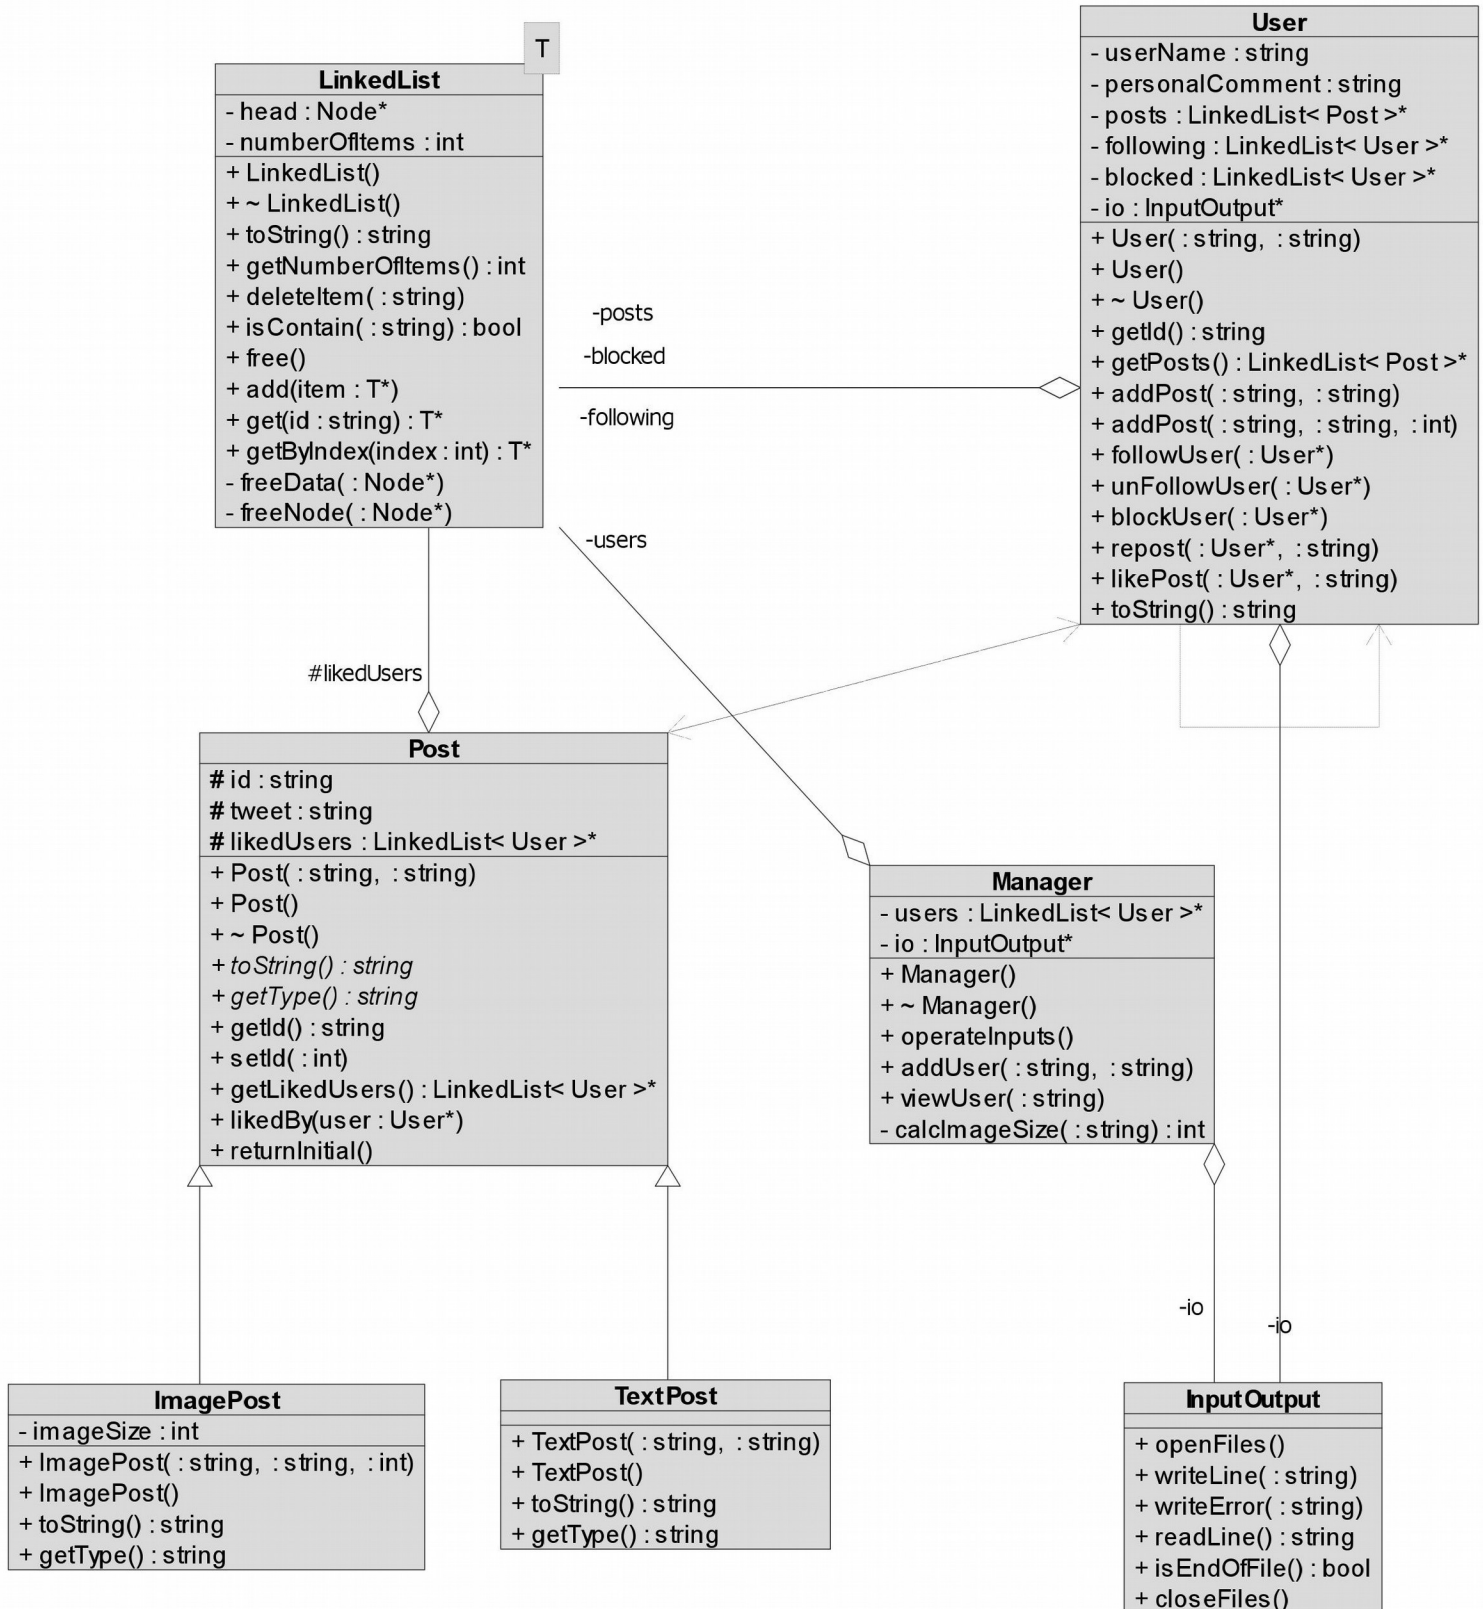 T
LinkedList
- head : Node*
- numberOfItems : int
+ LinkedList()
+ ~ LinkedList()
+ toString() : string
+ getNumberOfItems() : int
+ deleteItem( : string)
+ isContain( : string) : bool
+ free()
+ add(item : T*)
+ get(id : string) : T*
+ getByIndex(index : int) : T*
- freeData( : Node*)
- freeNode( : Node*)
User
- userName : string
- personalComment : string
- posts : LinkedList< Post >*
- following : LinkedList< User >*
- blocked : LinkedList< User >*
- io : InputOutput*
+ User( : string, : string)
+ User()
+ ~ User()
+ getId() : string
+ getPosts() : LinkedList< Post >*
+ addPost( : string, : string)
+ addPost( : string, : string, : int)
+ followUser( : User*)
+ unFollowUser( : User*)
+ blockUser( : User*)
+ repost( : User*, : string)
+ likePost( : User*, : string)
+ toString() : string
-posts
-blocked
-following
-users
#likedUsers
Post
# id : string
# tweet : string
# likedUsers : LinkedList< User >*
+ Post( : string, : string)
+ Post()
+ ~ Post()
+ toString() : string
+ getType() : string
+ getId() : string
+ setId( : int)
+ getLikedUsers() : LinkedList< User >*
+ likedBy(user : User*)
+ returnInitial()
Manager
- users : LinkedList< User >*
- io : InputOutput*
+ Manager()
+ ~ Manager()
+ operateInputs()
+ addUser( : string, : string)
+ viewUser( : string)
- calcImageSize( : string) : int
-io
-io
ImagePost
- imageSize : int
+ ImagePost( : string, : string, : int)
+ ImagePost()
+ toString() : string
+ getType() : string
TextPost
+ TextPost( : string, : string)
+ TextPost()
+ toString() : string
+ getType() : string
InputOutput
+ openFiles()
+ writeLine( : string)
+ writeError( : string)
+ readLine() : string
+ isEndOfFile() : bool
+ closeFiles()